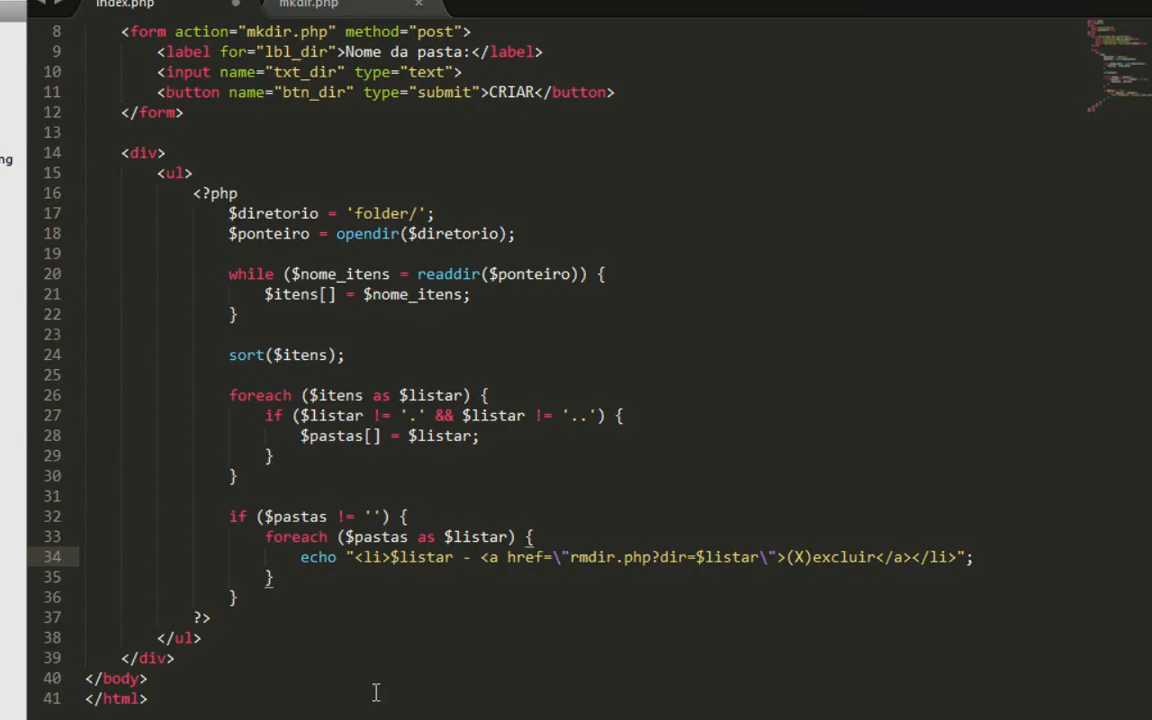 index.php mkdir.php
ng
8 <form action="mkdir.php" method="post">
9 <label for="lbl_dir">Nome da pasta:</label>
10 <input name="txt_dir" type="text">
11 <button name="btn_dir" type="submit">CRIAR</button>
12 </form>
13
14 <div>
15 <ul>
16 <?php
17 $diretorio = 'folder/';
18 $ponteiro = opendir($diretorio);
19
20 while ($nome_itens = readdir($ponteiro)) {
21 $itens[] = $nome_itens;
22 }
23
24 sort($itens);
25
26 foreach ($itens as $listar) {
27 if ($listar != '.' && $listar != '..') {
28 $pastas[] = $listar;
29 }
30 }
31
32 if ($pastas != '') {
33 foreach ($pastas as $listar) {
34 echo "<li>$listar - <a href=\"rmdir.php?dir=$listar\">(X)excluir</a></li>";
35 }
36 }
37 ?>
38 </ul>
39 </div>
40 </body>
41 </html>